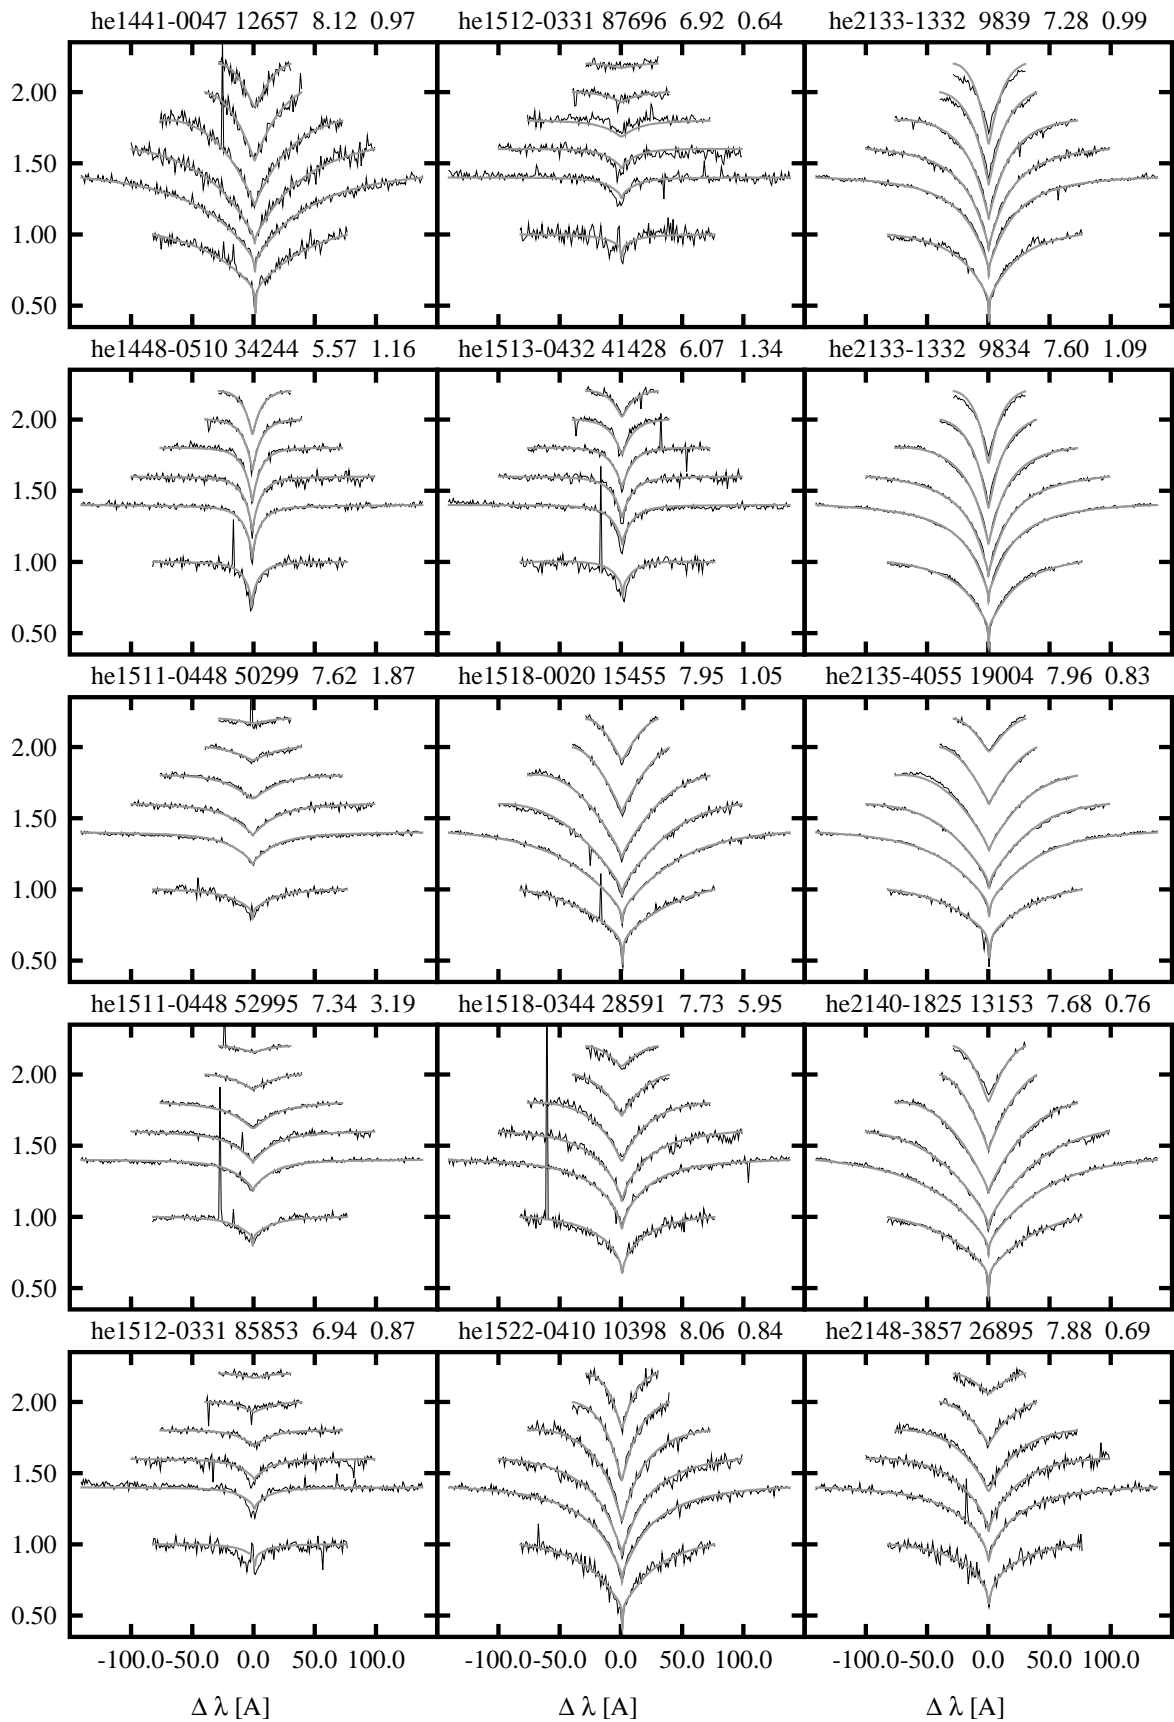 he1441-0047 12657 8.12 0.97
he1512-0331 87696 6.92 0.64
he2133-1332 9839 7.28 0.99
2.00
1.50
1.00
0.50
he1448-0510 34244 5.57 1.16
he1513-0432 41428 6.07 1.34
he2133-1332 9834 7.60 1.09
2.00
1.50
1.00
0.50
he1511-0448 50299 7.62 1.87
he1518-0020 15455 7.95 1.05
he2135-4055 19004 7.96 0.83
2.00
1.50
1.00
0.50
he1511-0448 52995 7.34 3.19
he1518-0344 28591 7.73 5.95
he2140-1825 13153 7.68 0.76
2.00
1.50
1.00
0.50
he1512-0331 85853 6.94 0.87
he1522-0410 10398 8.06 0.84
he2148-3857 26895 7.88 0.69
2.00
1.50
1.00
0.50
-100.0 -50.0 0.0 50.0 100.0
-100.0 -50.0 0.0 50.0 100.0
-100.0 -50.0 0.0 50.0 100.0
Δ λ [A]
Δ λ [A]
Δ λ [A]